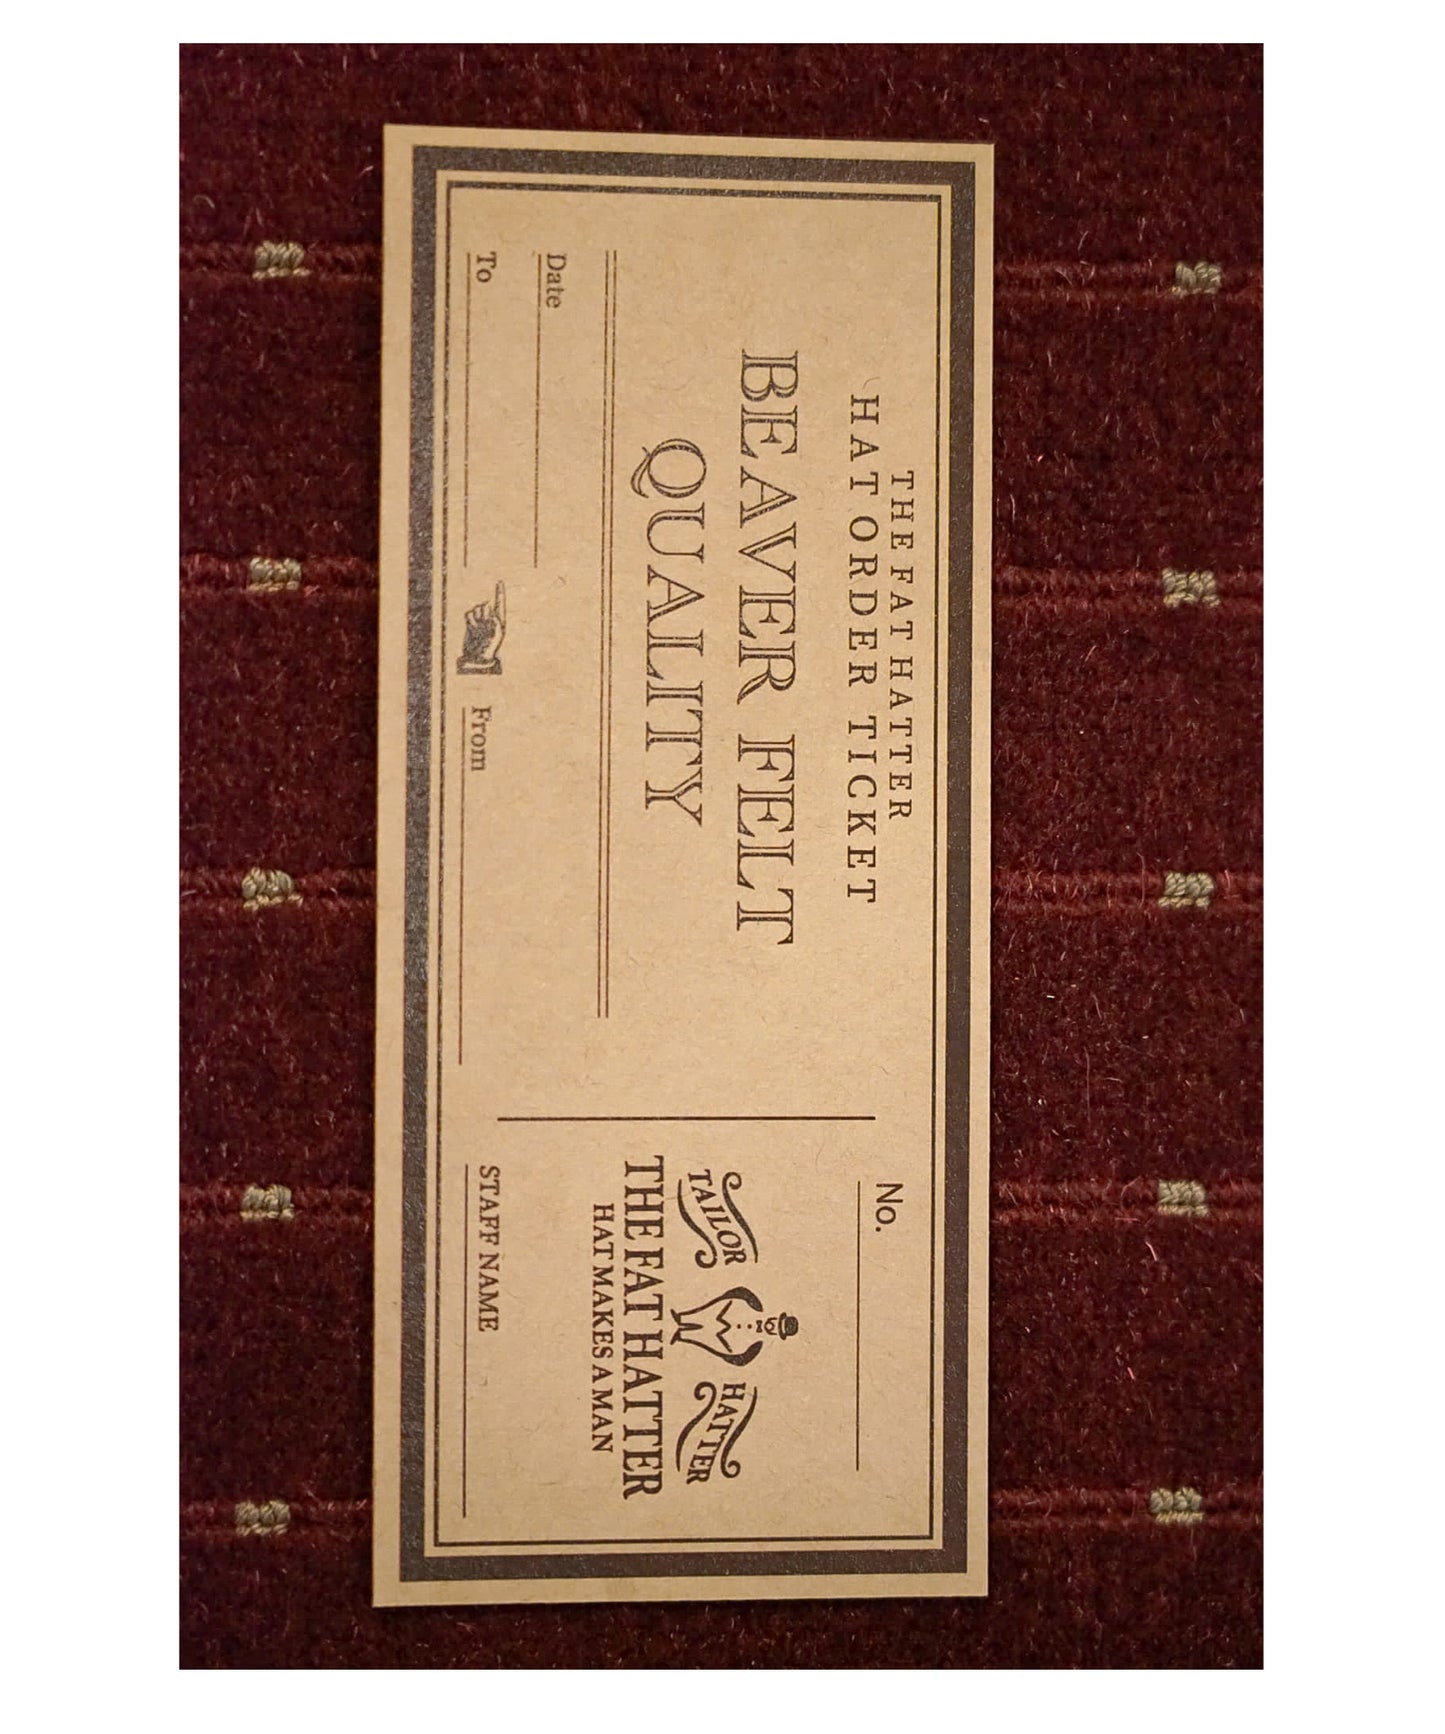 THE FAT HATTER
HAT ORDER TICKET
BEAVER FELT
QUALITY
Date
To
From
No.
TAILOR HATTER
THE FAT HATTER
HAT MAKES A MAN
STAFF NAME